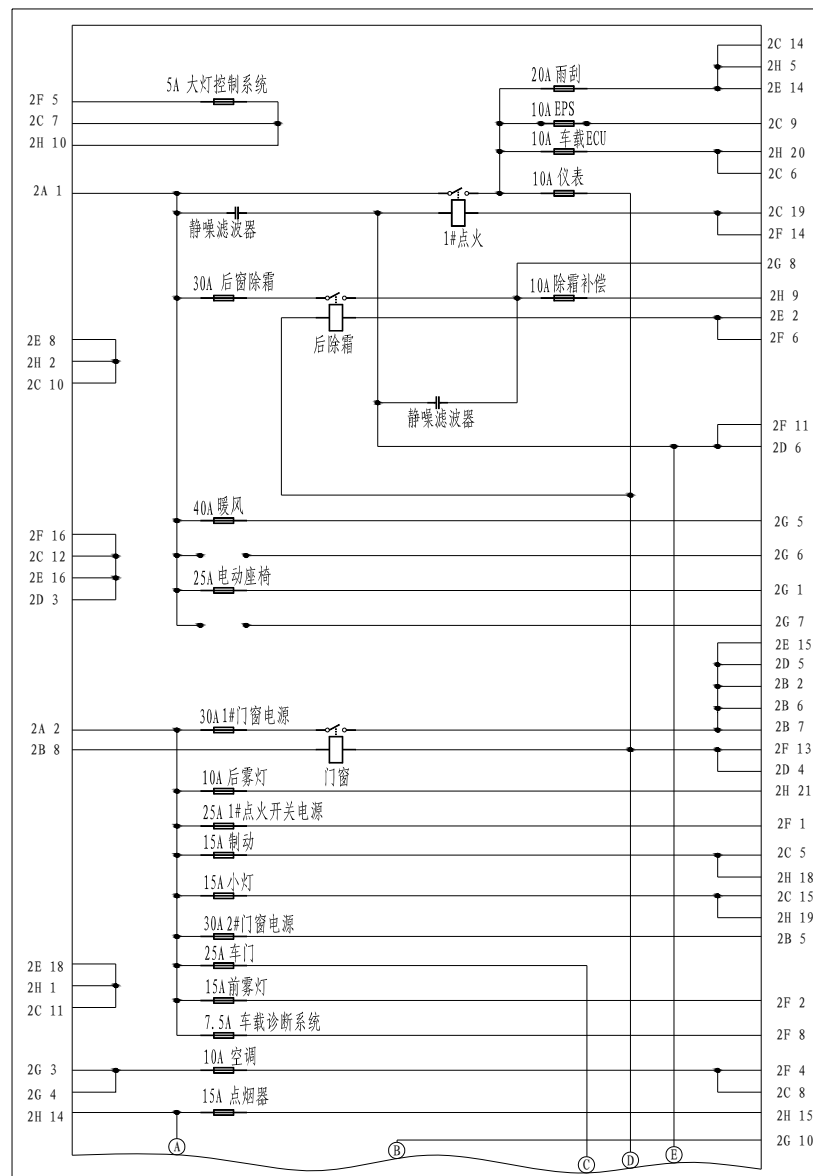 2C 14
2H 5
20A 雨刮
2E 14
5A 大灯控制系统
2F 5
10A EPS
2C 7
2C 9
2H 10
10A 车载ECU
2H 20
2C 6
2A 1
10A 仪表
静噪滤波器
1#点火
2C 19
2F 14
2G 8
30A 后窗除霜
10A 除霜补偿
2H 9
2E 2
2E 8
后除霜
2F 6
2H 2
2C 10
静噪滤波器
2F 11
2D 6
40A 暖风
2G 5
2F 16
2C 12
2G 6
2E 16
25A 电动座椅
2G 1
2D 3
2G 7
2E 15
2D 5
2B 2
2B 6
30A 1#门窗电源
2A 2
2B 7
2B 8
门窗
2F 13
2D 4
10A 后雾灯
2H 21
25A 1#点火开关电源
2F 1
15A 制动
2C 5
2H 18
15A 小灯
2C 15
2H 19
30A 2#门窗电源
2B 5
25A 车门
2E 18
2H 1
15A 前雾灯
2F 2
2C 11
7.5A 车载诊断系统
2F 8
10A 空调
2G 3
2F 4
2G 4
2C 8
15A 点烟器
2H 14
2H 15
2G 10
A
B
C
D
E